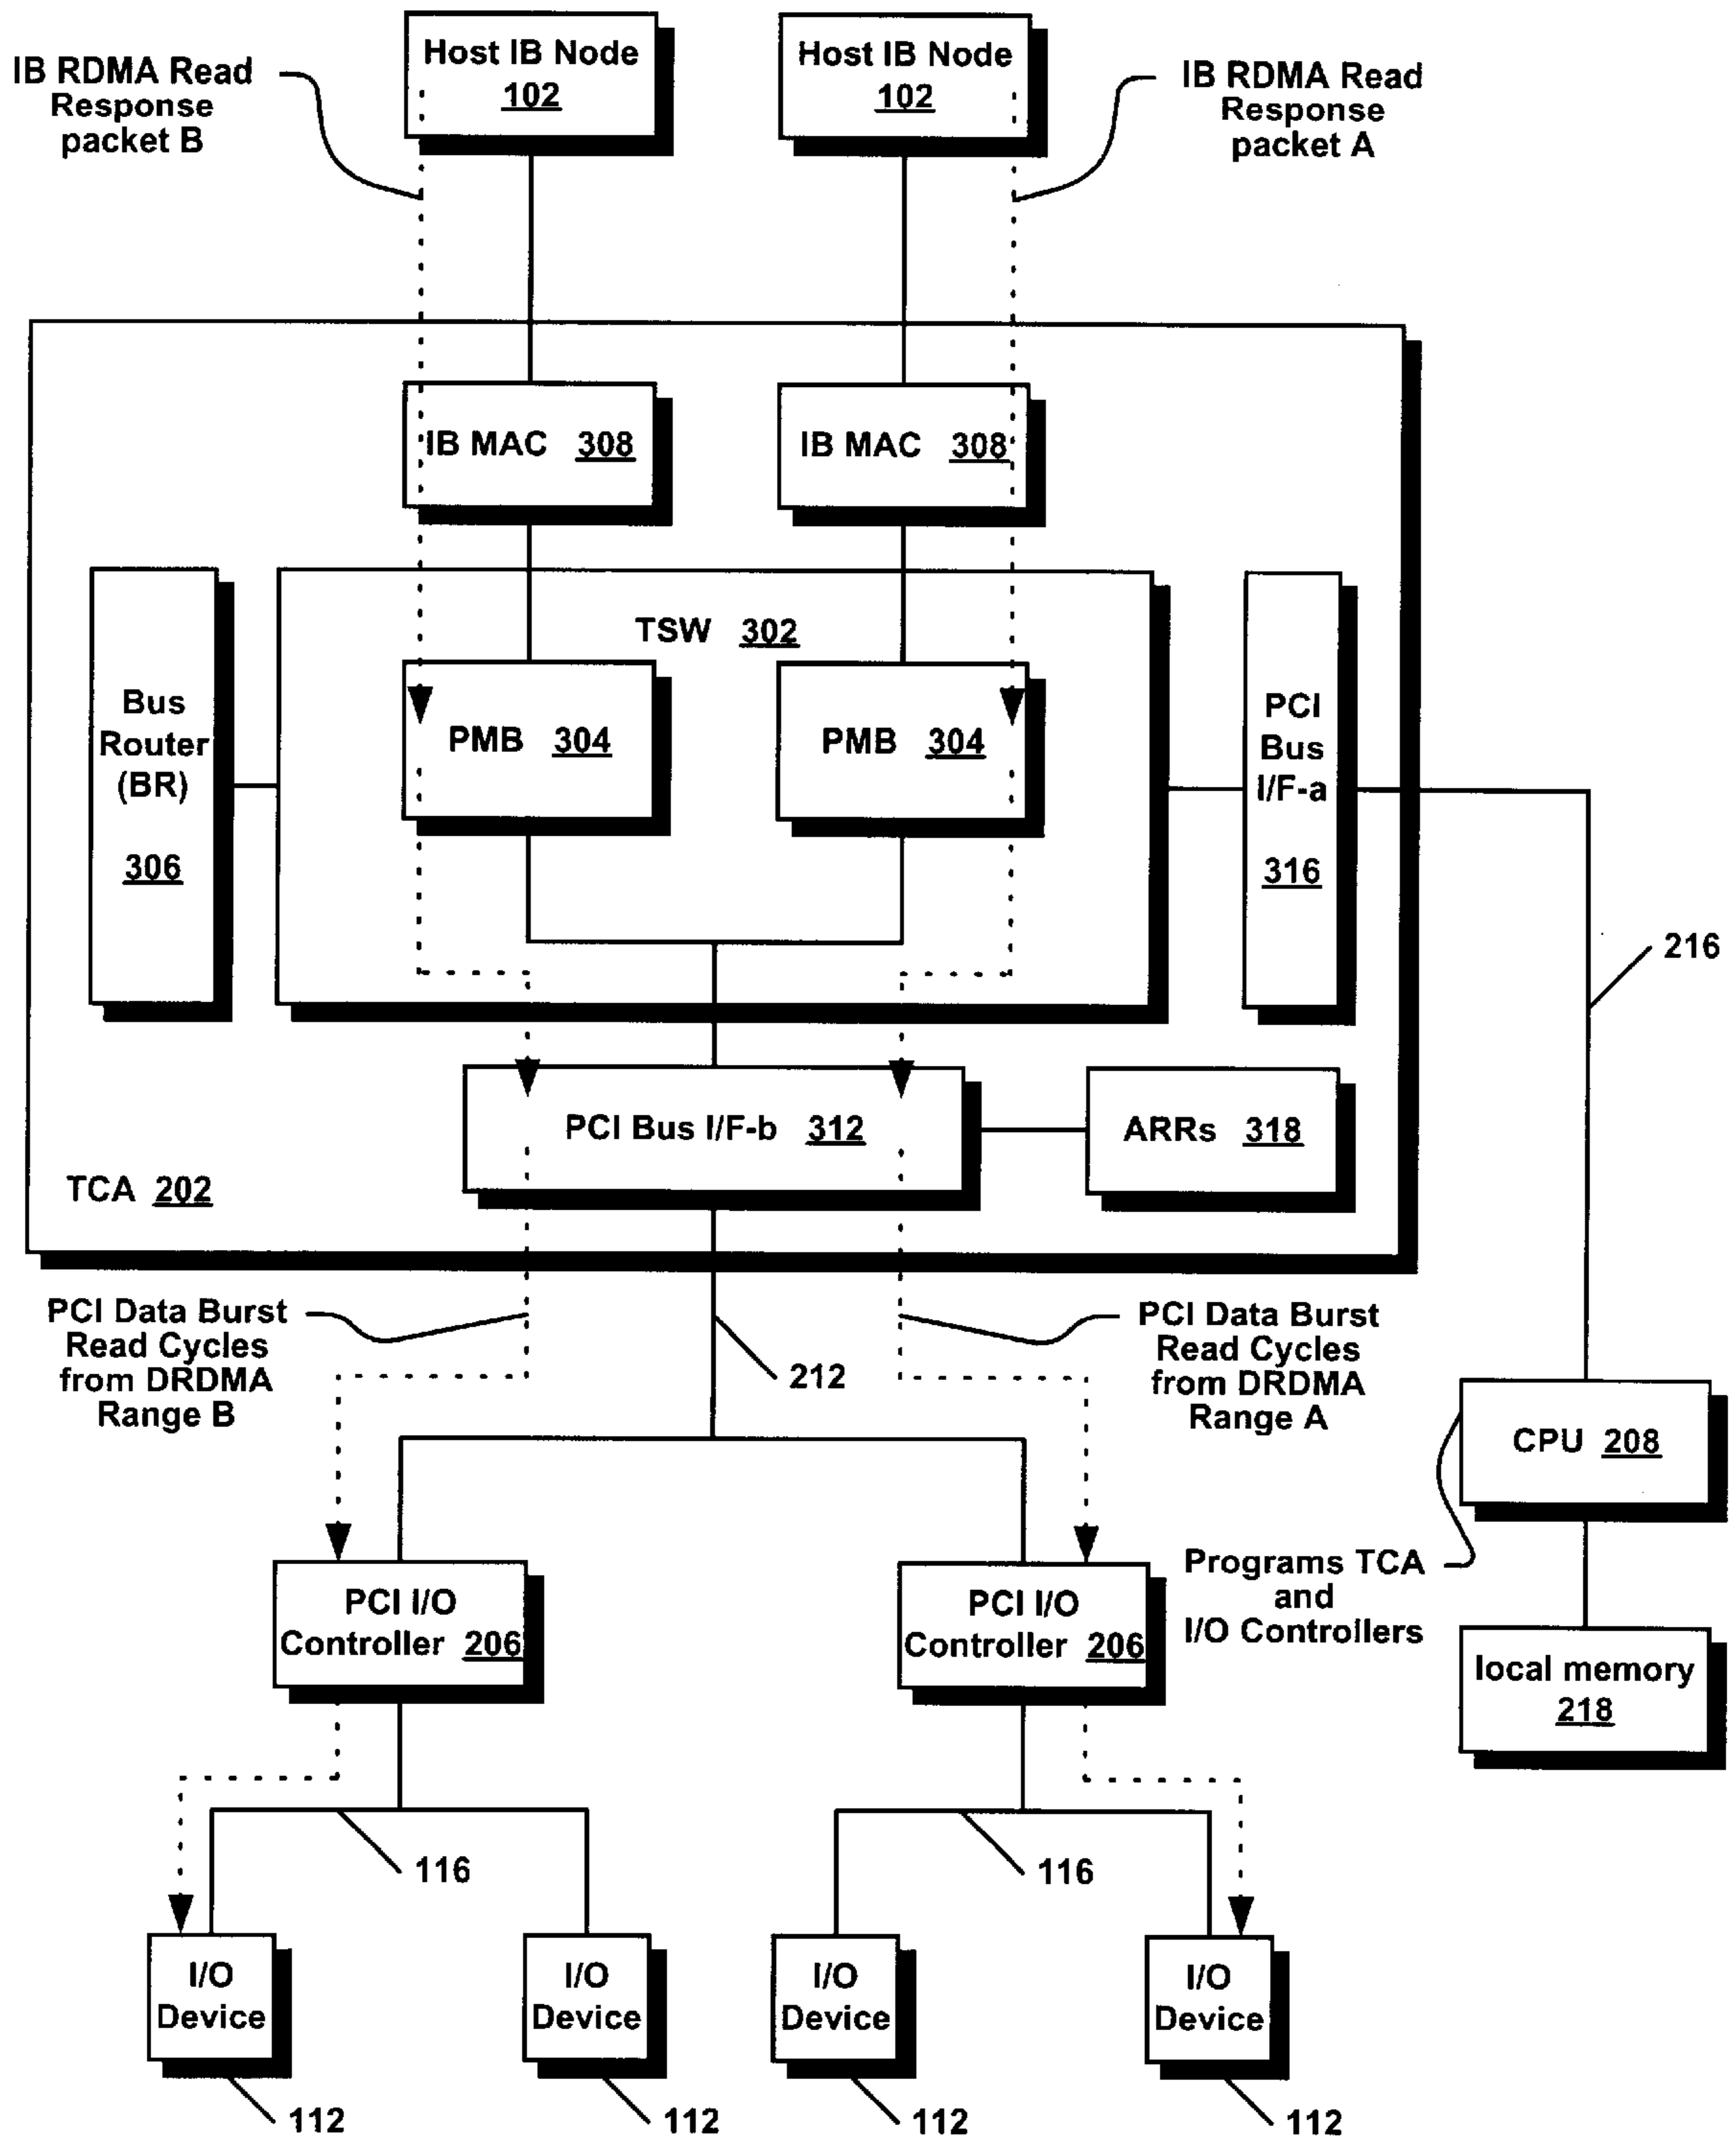 Host IB Node
102
Host IB Node
102
IB RDMA Read
Response
packet B
IB RDMA Read
Response
packet A
IB MAC 308
IB MAC 308
TSW 302
Bus
Router
(BR)
306
PMB 304
PMB 304
PCI
Bus
I/F-a
316
216
PCI Bus I/F-b 312
ARRs 318
TCA 202
PCI Data Burst
Read Cycles
from DRDMA
Range B
212
PCI Data Burst
Read Cycles
from DRDMA
Range A
CPU 208
Programs TCA
and
I/O Controllers
PCI I/O
Controller 206
PCI I/O
Controller 206
local memory
218
116
116
I/O
Device
I/O
Device
I/O
Device
I/O
Device
112
112
112
112